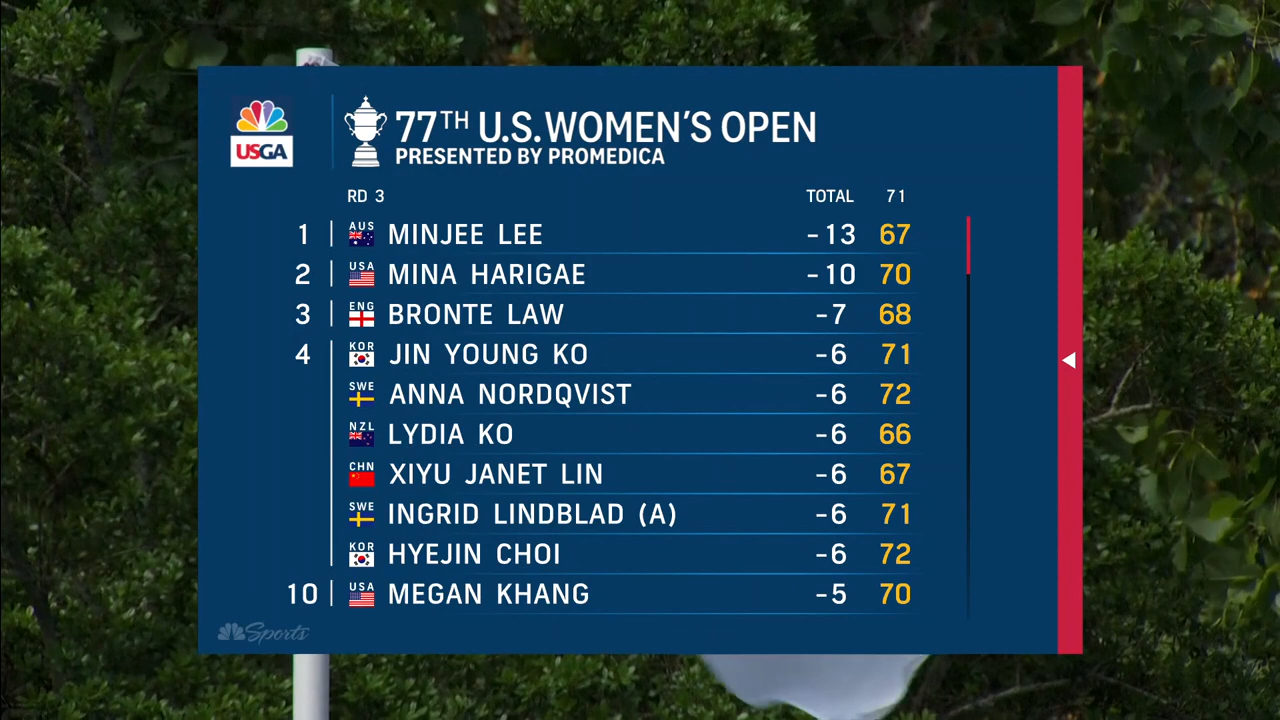 77TH U.S. WOMEN'S OPEN
USGA
PRESENTED BY PROMEDICA
RD 3 TOTAL 71
1 AUS MINJEE LEE -13 67
2 USA MINA HARIGAE -10 70
3 ENG BRONTE LAW -7 68
4 KOR JIN YOUNG KO -6 71
SWE ANNA NORDQVIST -6 72
NZL LYDIA KO -6 66
CHN XIYU JANET LIN -6 67
SWE INGRID LINDBLAD (A) -6 71
KOR HYEJIN CHOI -6 72
10 USA MEGAN KHANG -5 70
Sports